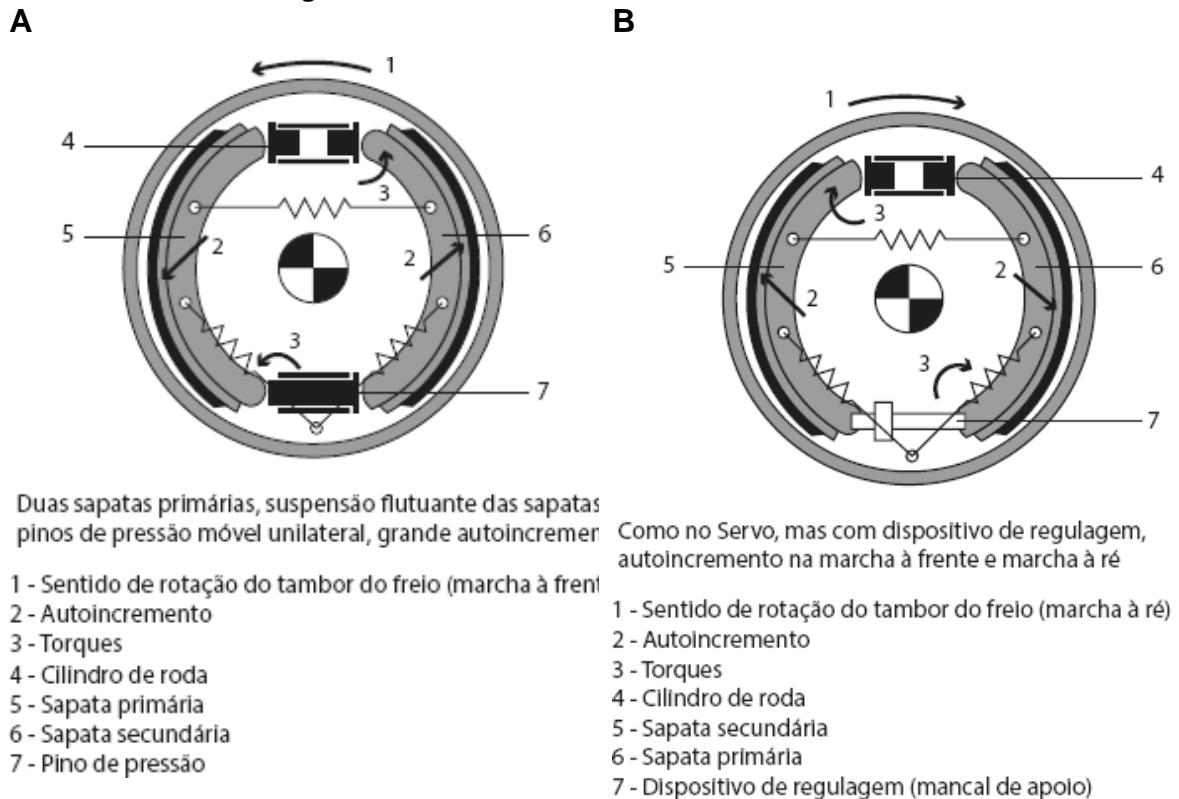 A
1
4
3
5
2
2
6
3
7
Duas sapatas primárias, suspensão flutuante das sapatas
pinos de pressão móvel unilateral, grande
1 - Sentido de rotação do tambor do freio (marcha à
2 - Autoincremento
3 - Torques
4 - Cilindro de roda
5 - Sapata primária
6 - Sapata secundária
7 - Pino de pressão
B
1
4
3
5
2
2
6
3
7
Como no Servo, mas com dispositivo de regulagem,
autoincremento na marcha à frente e marcha à ré
1 - Sentido de rotação do tambor do freio (marcha à ré)
2 - Autoincremento
3 - Torques
4 - Cilindro de roda
5 - Sapata secundária
6 - Sapata primária
7 - Dispositivo de regulagem (mancal de apoio)